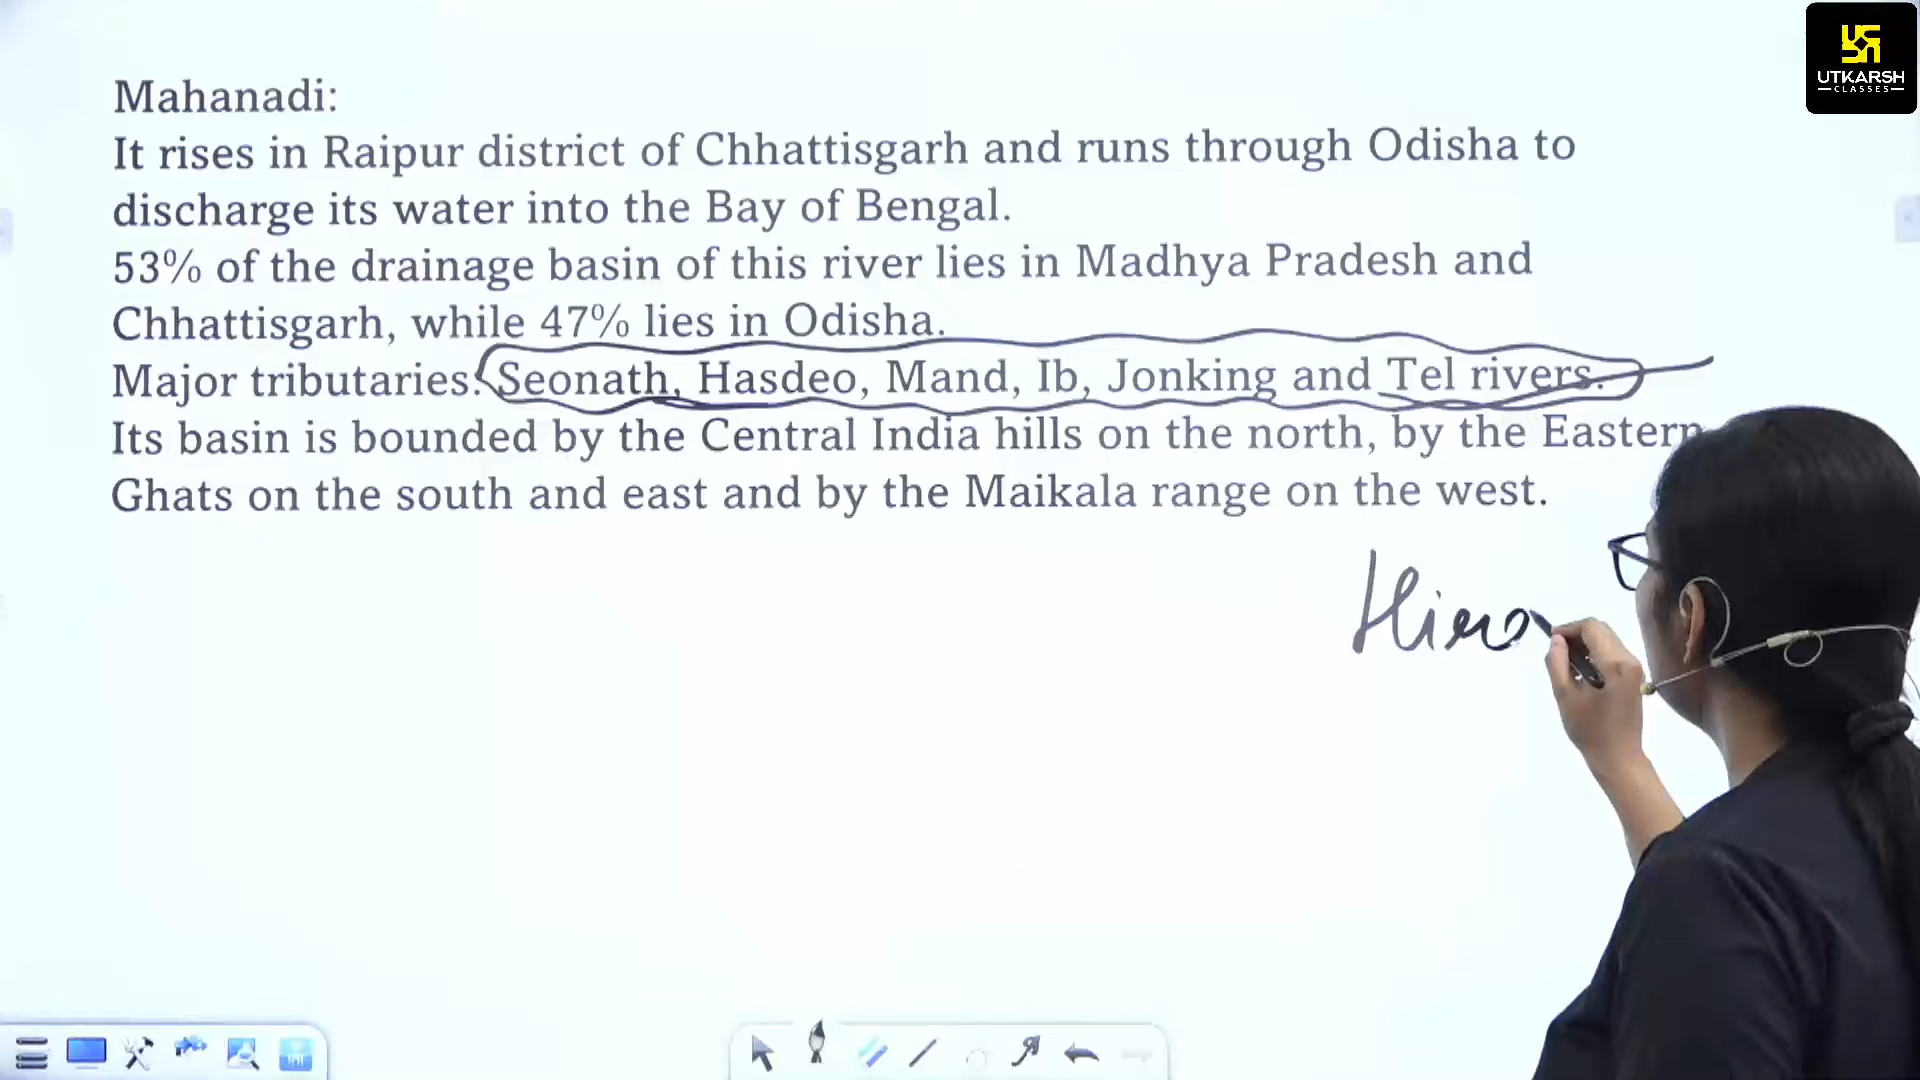 UTKARSH
CLASSES
Mahanadi:
It rises in Raipur district of Chhattisgarh and runs through Odisha to
discharge its water into the Bay of Bengal.
53% of the drainage basin of this river lies in Madhya Pradesh and
Chhattisgarh, while 47% lies in Odisha.
Major tributaries: Seonath, Hasdeo, Mand, Ib, Jonking and Tel rivers.
Its basin is bounded by the Central India hills on the north, by the Eastern
Ghats on the south and east and by the Maikala range on the west.